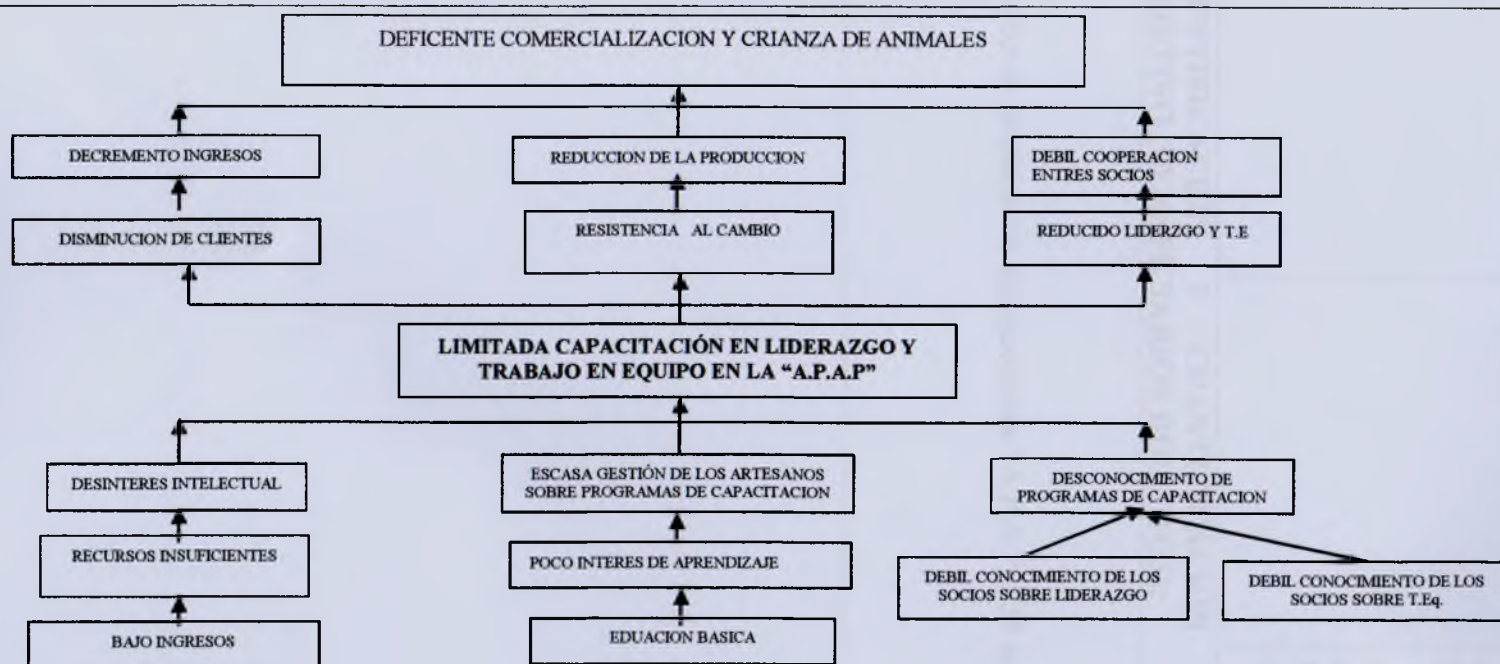 DEFICENTE COMERCIALIZACION Y CRIANZA DE ANIMALES
DECREMENTO INGRESOS
REDUCCION DE LA PRODUCCION
DEBIL COOPERACION
ENTRES SOCIOS
DISMINUCION DE CLIENTES
RESISTENCIA AL CAMBIO
REDUCIDO LIDERZGO Y T.E
LIMITADA CAPACITACIÓN EN LIDERAZGO Y
TRABAJO EN EQUIPO EN LA “A.P.A.P”
DESINTERES INTELECTUAL
ESCASA GESTIÓN DE LOS ARTESANOS
SOBRE PROGRAMAS DE CAPACITACION
DESCONOCIMIENTO DE
PROGRAMAS DE CAPACITACION
RECURSOS INSUFICIENTES
POCO INTERES DE APRENDIZAJE
DEBIL CONOCIMIENTO DE LOS
SOCIOS SOBRE LIDERAZGO
DEBIL CONOCIMIENTO DE LOS
SOCIOS SOBRE T.Eq.
BAJO INGRESOS
EDUACION BASICA